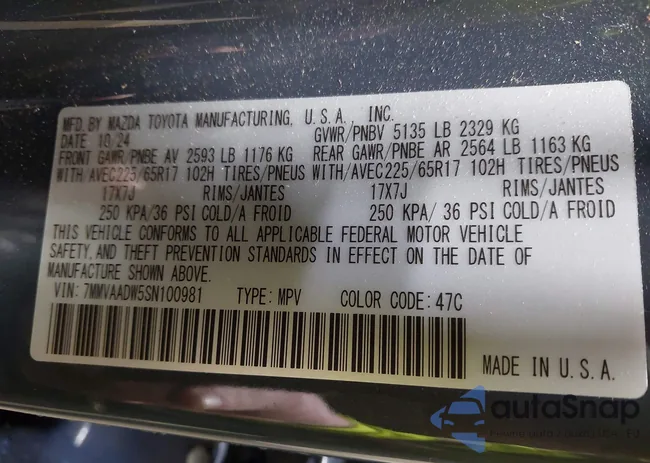 MFD. BY MAZDA TOYOTA MANUFACTURING, U.S.A., INC.
DATE: 10/24 GVWR/PNBV 5135 LB 2329 KG
FRONT GAWR/PNBE AV 2593 LB 1176 KG REAR GAWR/PNBE AR 2564 LB 1163 KG
WITH/AVEC225/65R17 102H TIRES/PNEUS WITH/AVEC225/65R17 102H TIRES/PNEUS
17X7J RIMS/JANTES 17X7J RIMS/JANTES
250 KPA/36 PSI COLD/A FROID 250 KPA/36 PSI COLD/A FROID
THIS VEHICLE CONFORMS TO ALL APPLICABLE FEDERAL MOTOR VEHICLE
SAFETY, AND THEFT PREVENTION STANDARDS IN EFFECT ON THE DATE OF
MANUFACTURE SHOWN ABOVE.
VIN: 7MMVAADW5SN100981 TYPE: MPV COLOR CODE: 47C
MADE IN U.S.A.
autoSnap